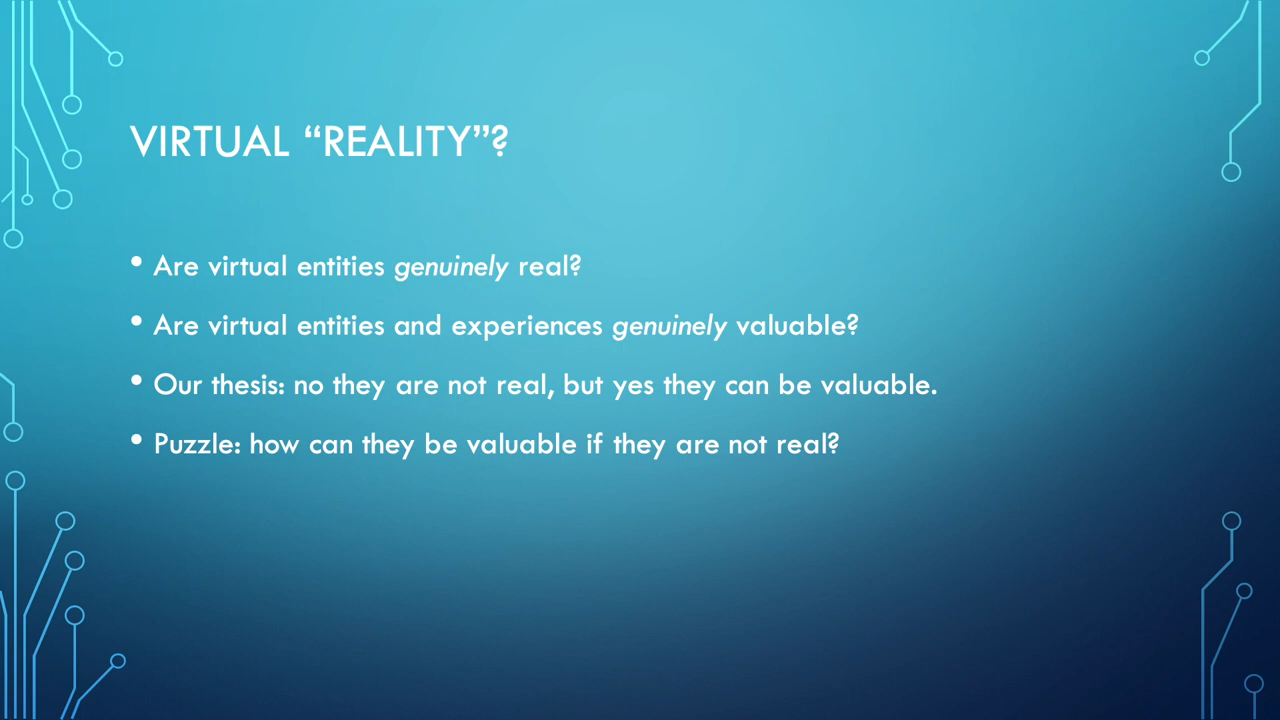 VIRTUAL “REALITY”?
• Are virtual entities genuinely real?
• Are virtual entities and experiences genuinely valuable?
• Our thesis: no they are not real, but yes they can be valuable.
• Puzzle: how can they be valuable if they are not real?